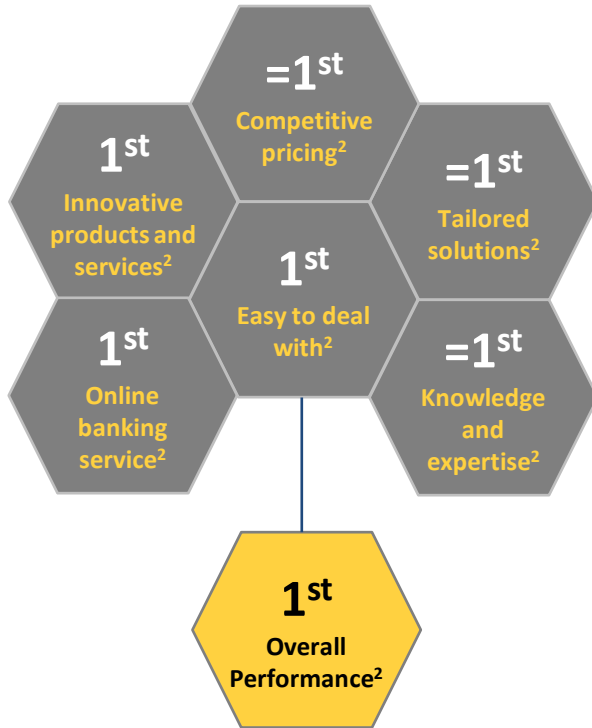 =1st
Competitive
pricing²
1st
Innovative
products and
services²
=1st
Tailored
solutions²
1st
Easy to deal
with²
1st
Online
banking
service²
=1st
Knowledge
and
expertise²
1st
Overall
Performance²